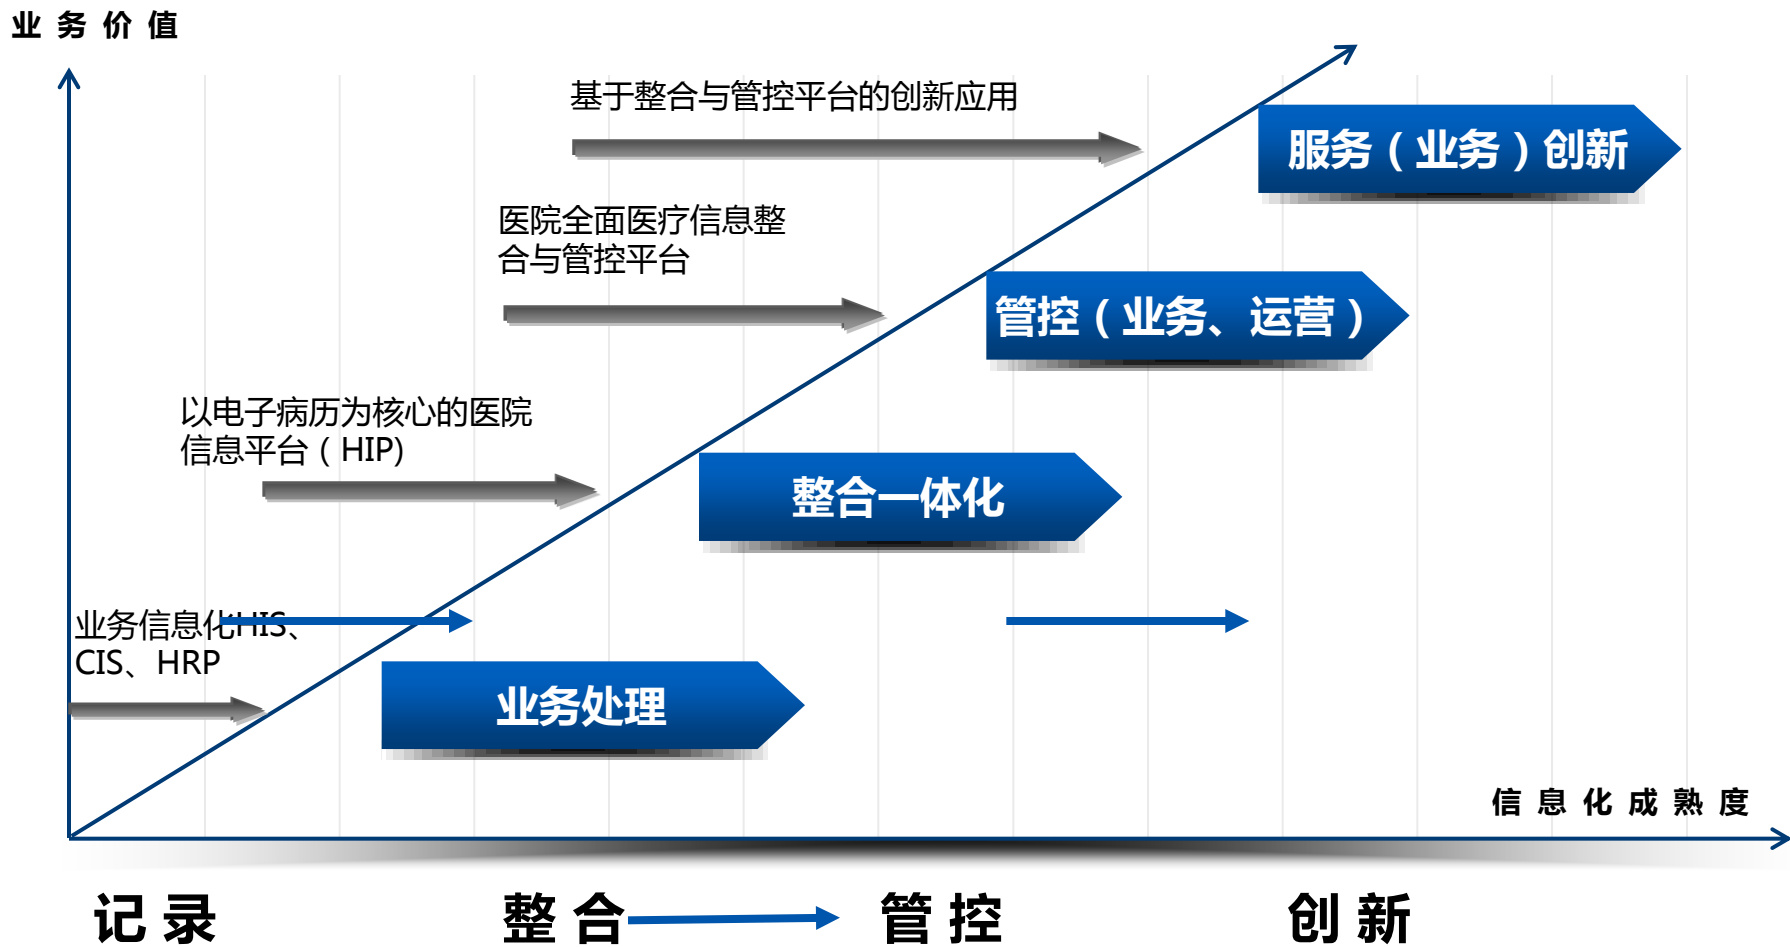 业务价值
基于整合与管控平台的创新应用
服务（业务）创新
医院全面医疗信息整
合与管控平台
管控（业务、运营）
以电子病历为核心的医院
信息平台（HIP)
整合一体化
业务信息化HIS、
CIS、HRP
业务处理
信息化成熟度
记录
整合
管控
创新